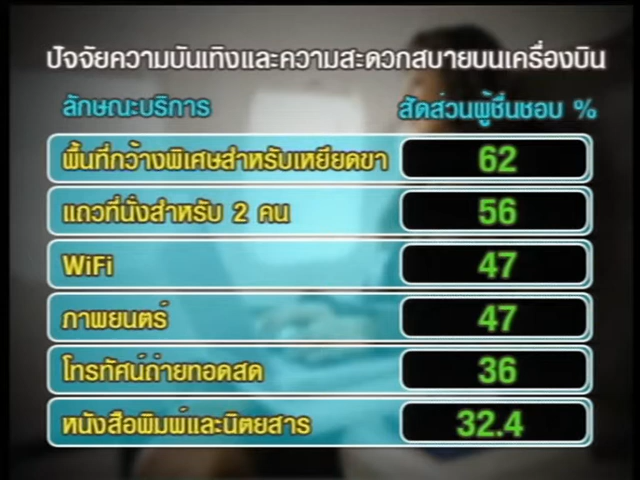 ปัจจัยความบันเทิงและความสะดวกสบายบนเครื่องบิน
ลักษณะบริการ สัดส่วนผู้ชื่นชอบ %
พื้นที่กว้างพิเศษสำหรับเหยียดขา 62
แถวที่นั่งสำหรับ 2 คน 56
WiFi 47
ภาพยนตร์ 47
โทรทัศน์ถ่ายทอดสด 36
หนังสือพิมพ์และนิตยสาร 32.4